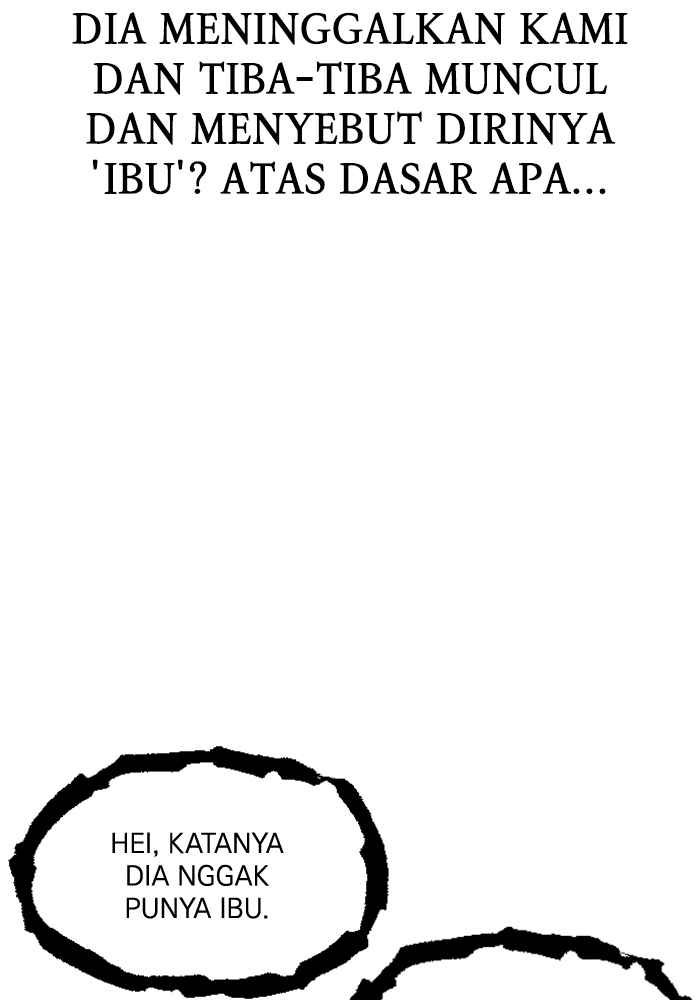 DIA MENINGGALKAN KAMI
DAN TIBA-TIBA MUNCUL
DAN MENYEBUT DIRINYA
'IBU'? ATAS DASAR APA...
HEI, KATANYA
DIA NGGAK
PUNYA IBU.